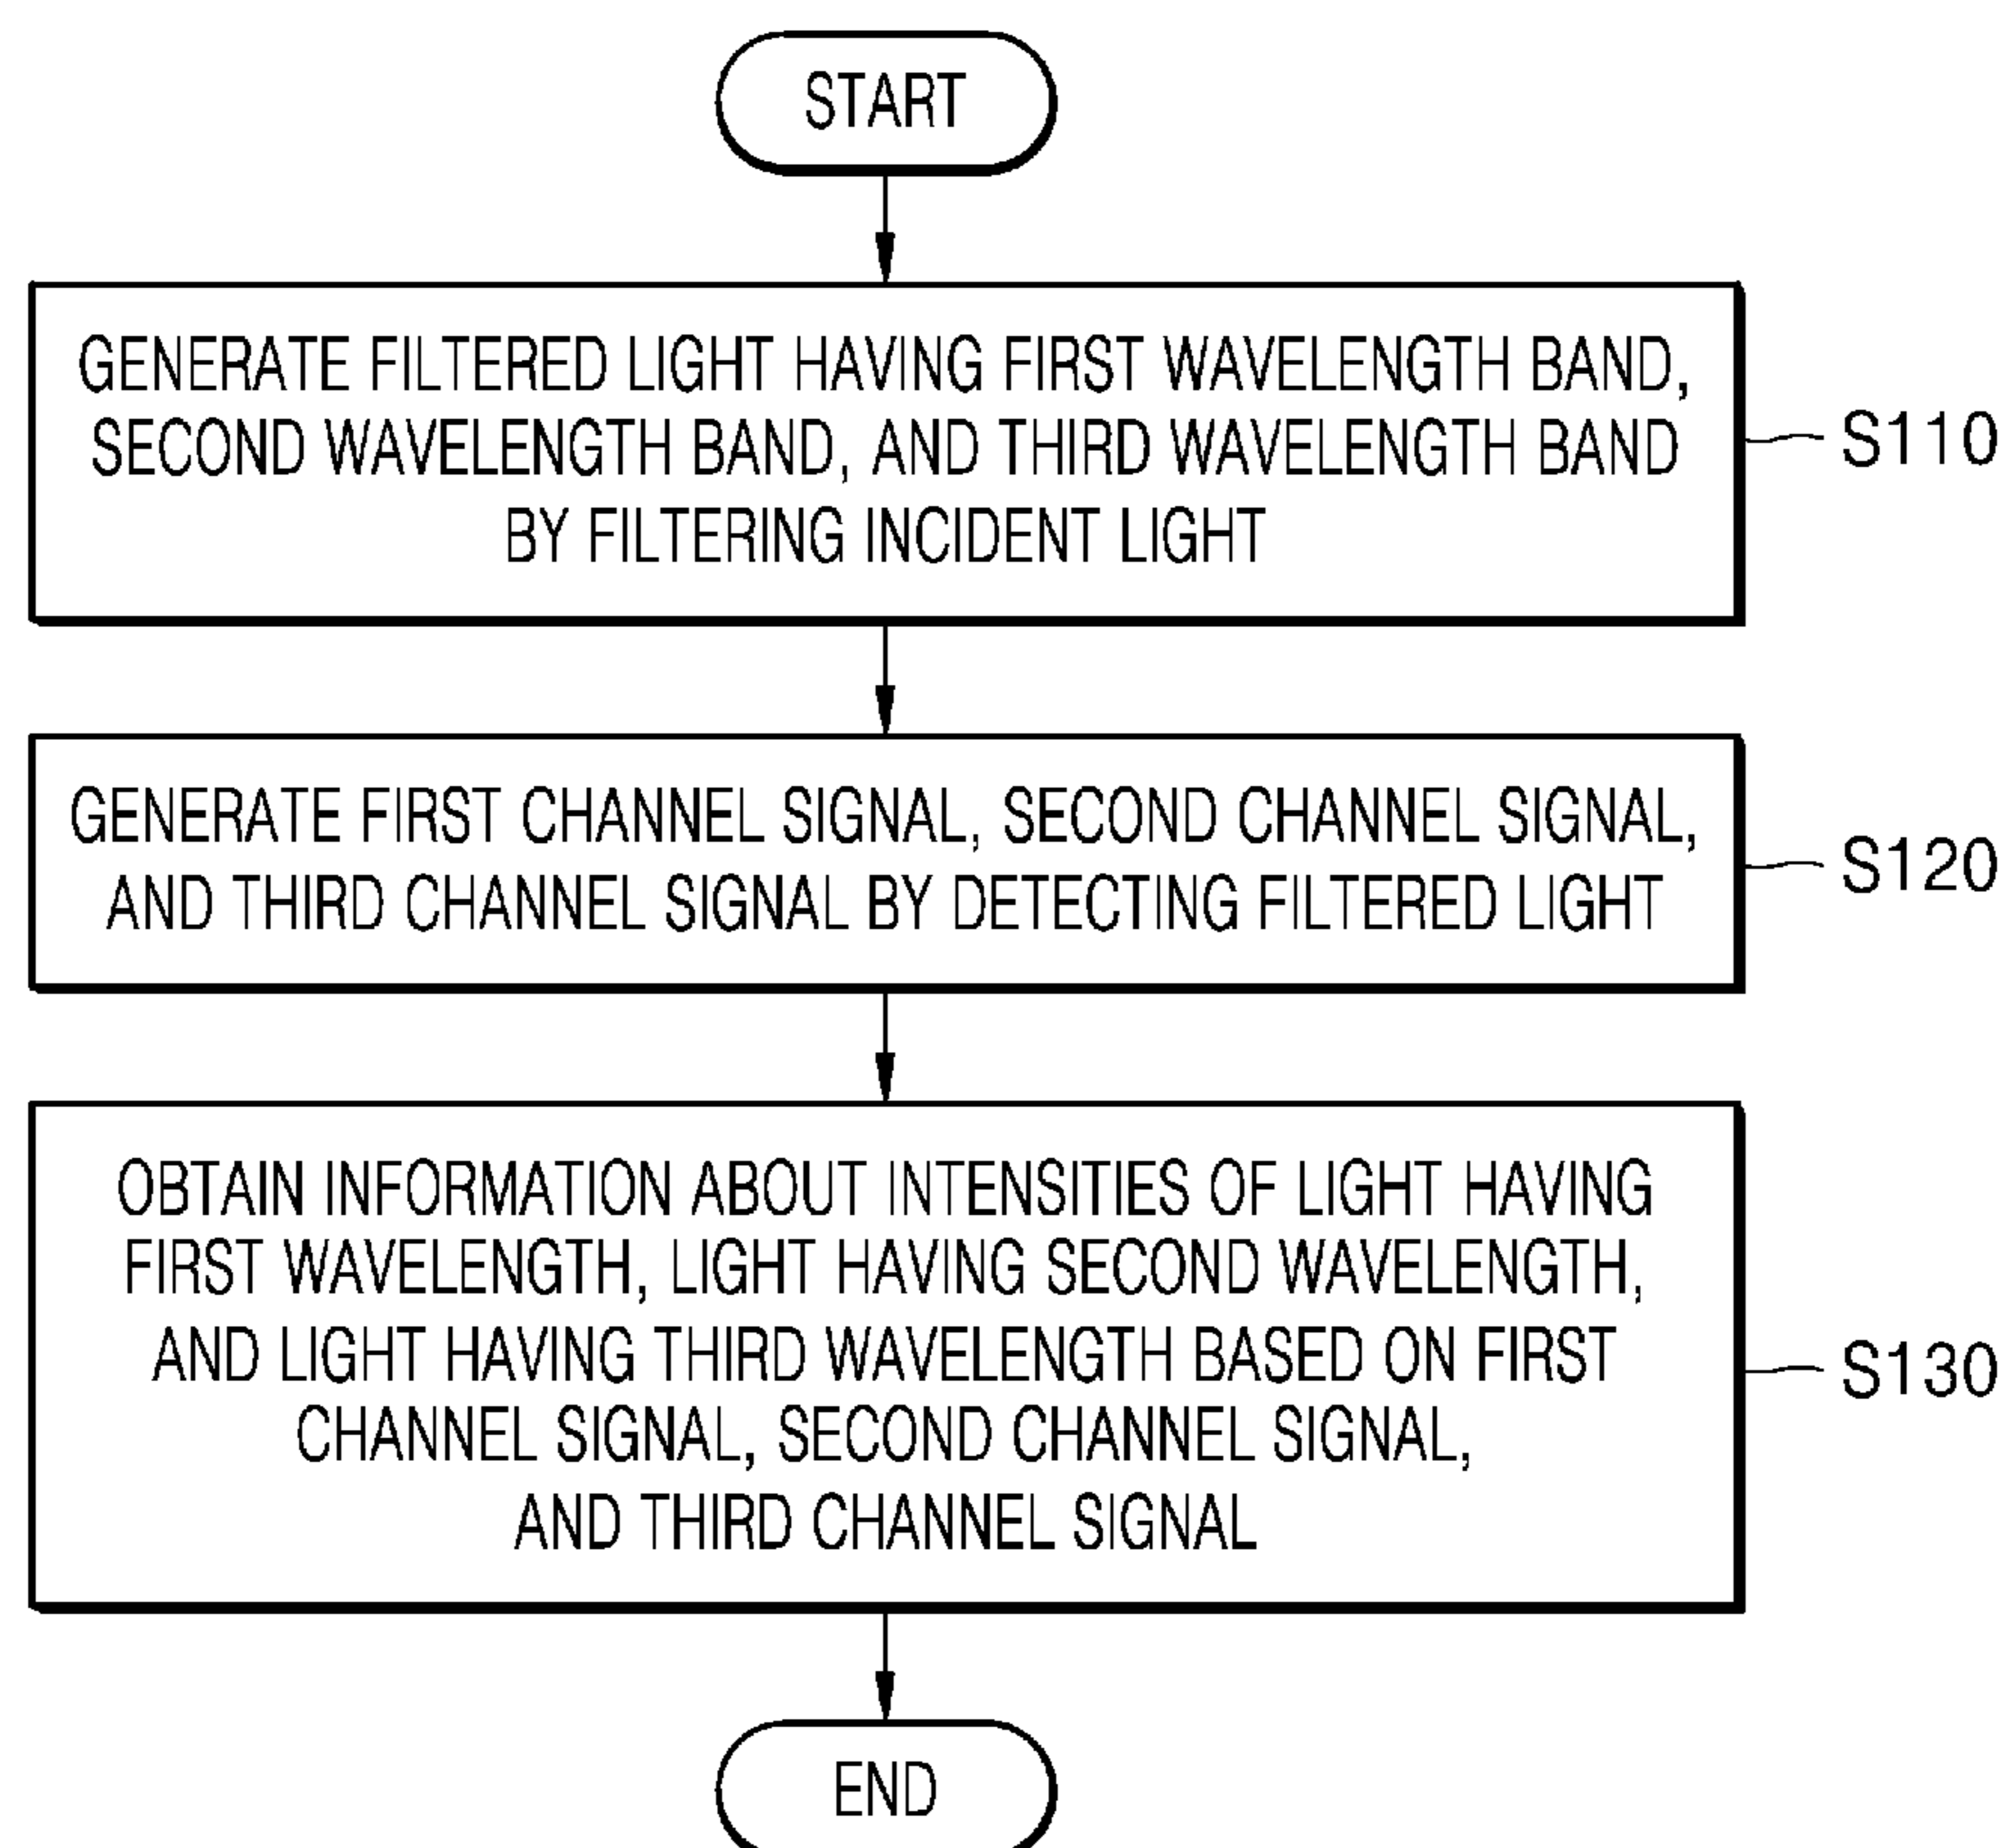 START
GENERATE FILTERED LIGHT HAVING FIRST WAVELENGTH BAND,
SECOND WAVELENGTH BAND, AND THIRD WAVELENGTH BAND
BY FILTERING INCIDENT LIGHT
S110
GENERATE FIRST CHANNEL SIGNAL, SECOND CHANNEL SIGNAL,
AND THIRD CHANNEL SIGNAL BY DETECTING FILTERED LIGHT
S120
OBTAIN INFORMATION ABOUT INTENSITIES OF LIGHT HAVING
FIRST WAVELENGTH, LIGHT HAVING SECOND WAVELENGTH,
AND LIGHT HAVING THIRD WAVELENGTH BASED ON FIRST
CHANNEL SIGNAL, SECOND CHANNEL SIGNAL,
AND THIRD CHANNEL SIGNAL
S130
END